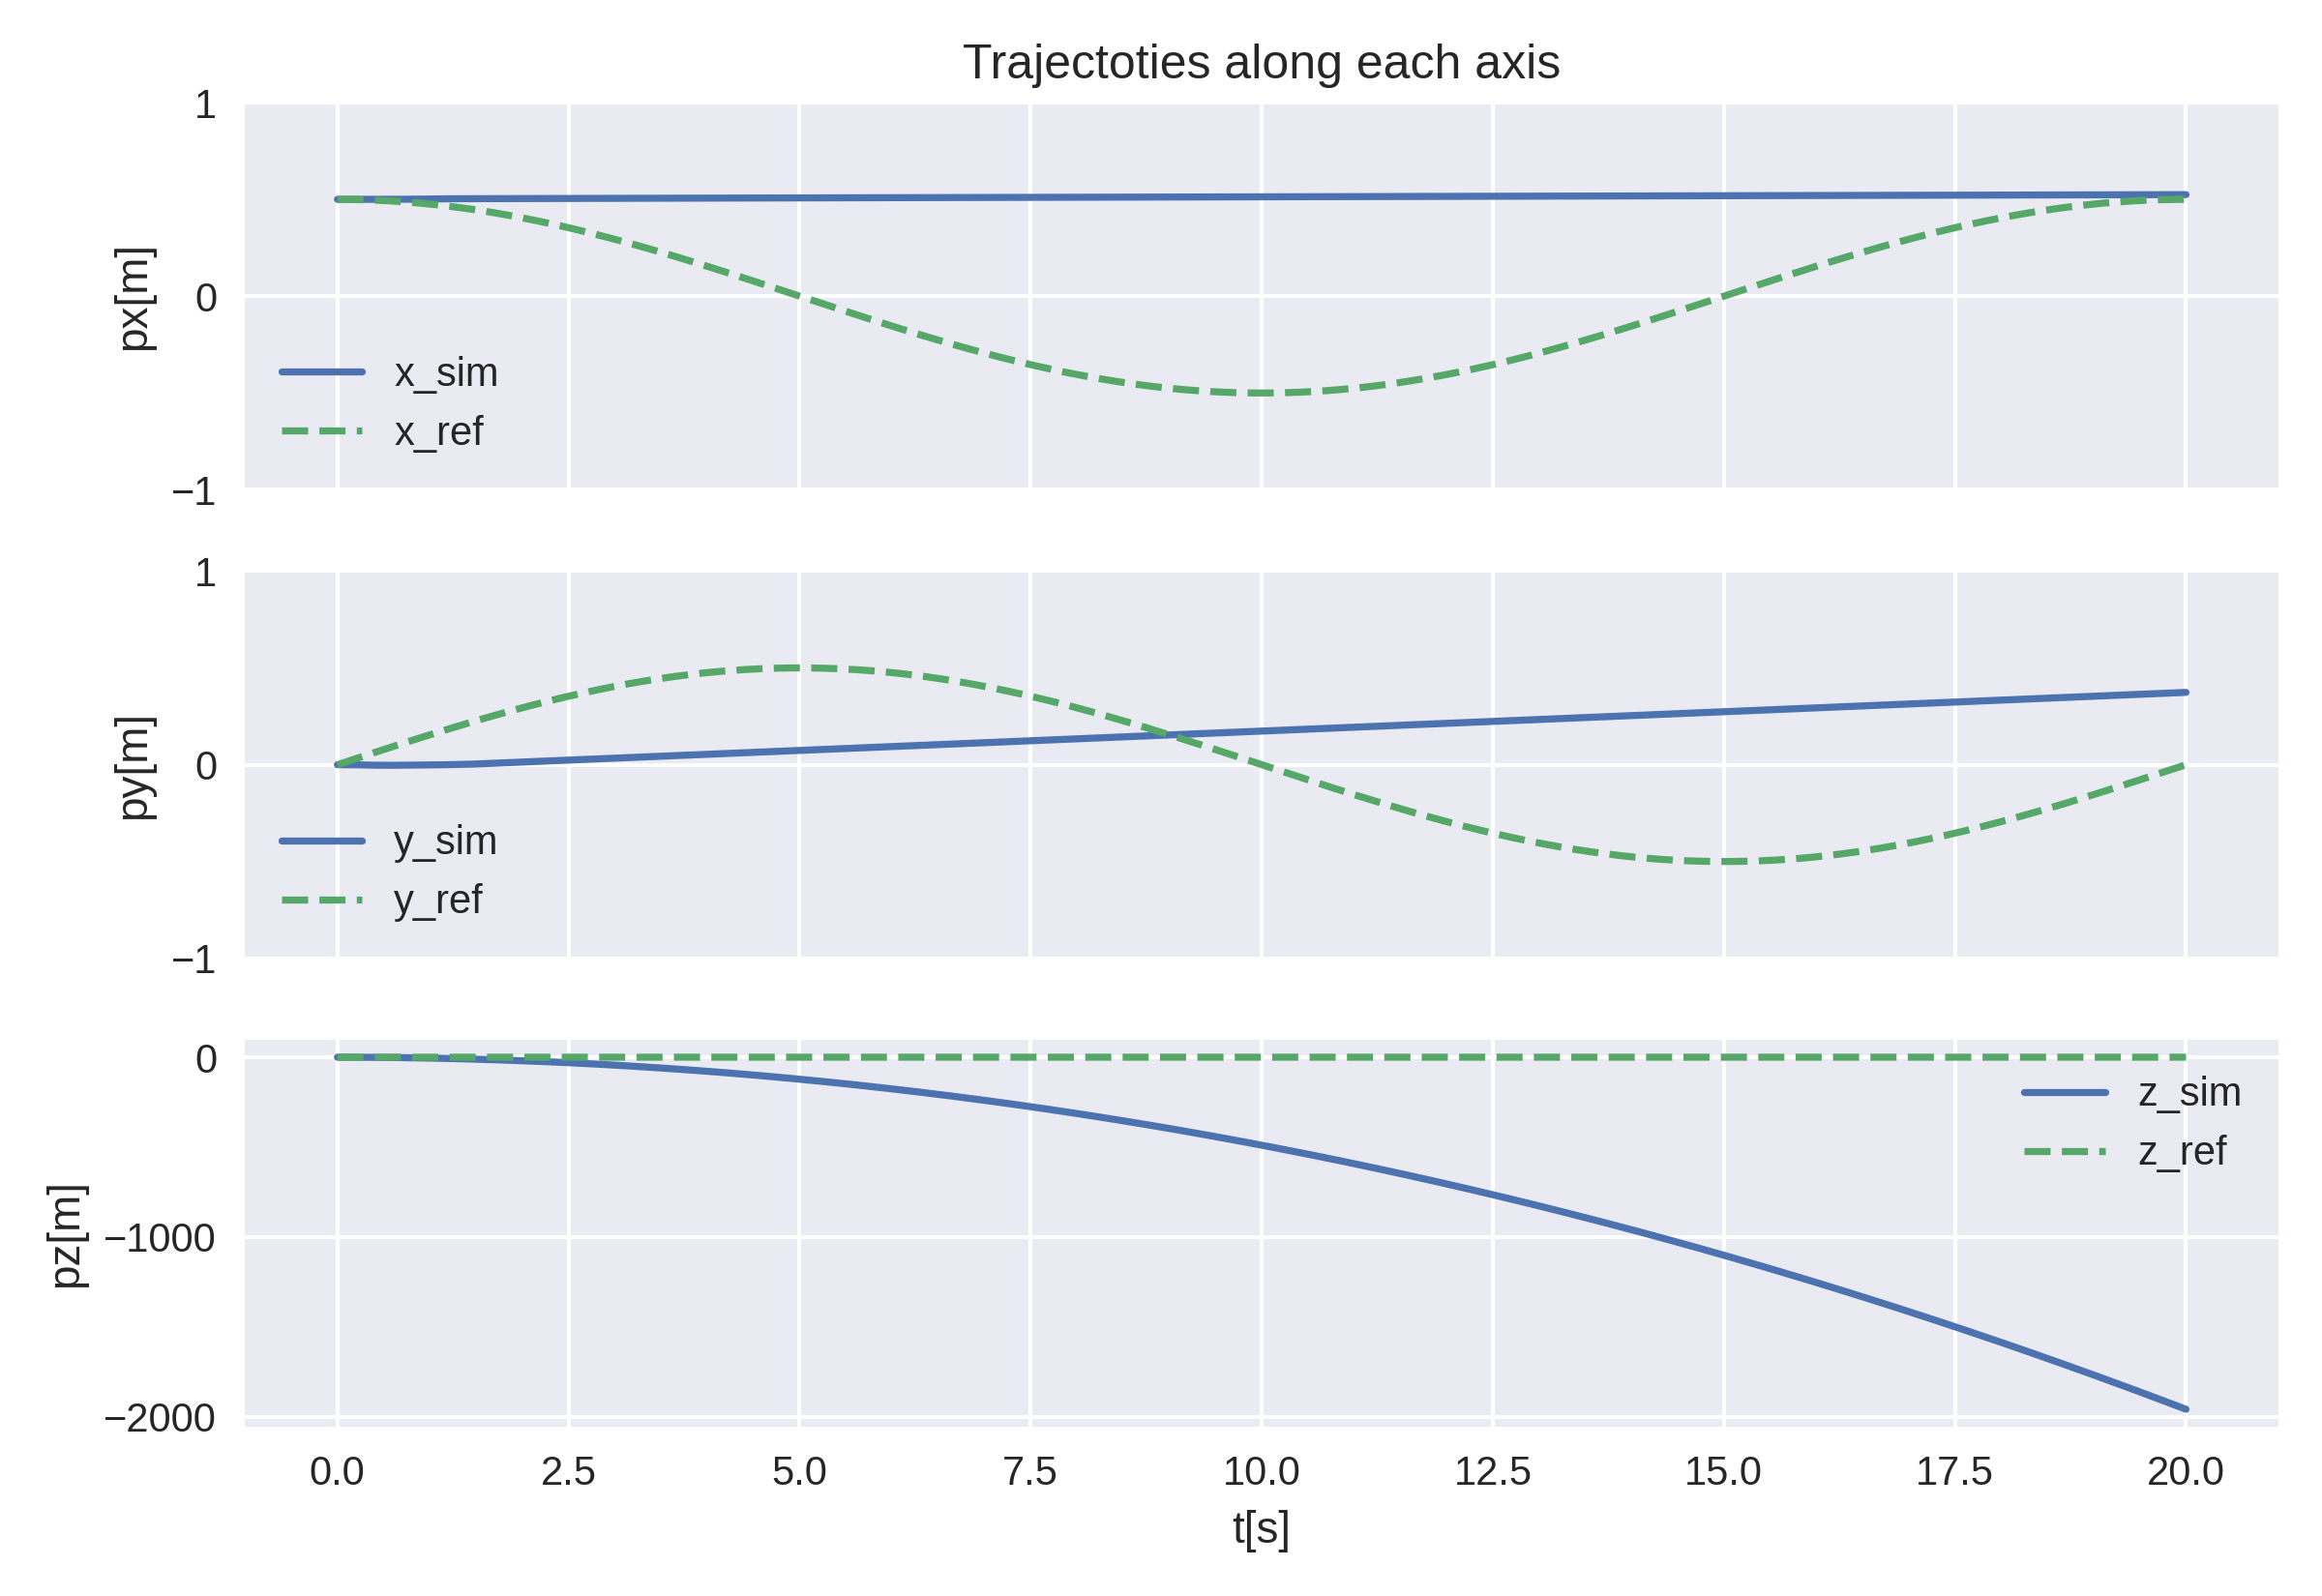 Trajectoties along each axis
1
0
−1
px[m]
x_sim
x_ref
1
0
−1
py[m]
y_sim
y_ref
0
−1000
−2000
pz[m]
z_sim
z_ref
0.0 2.5 5.0 7.5 10.0 12.5 15.0 17.5 20.0
t[s]